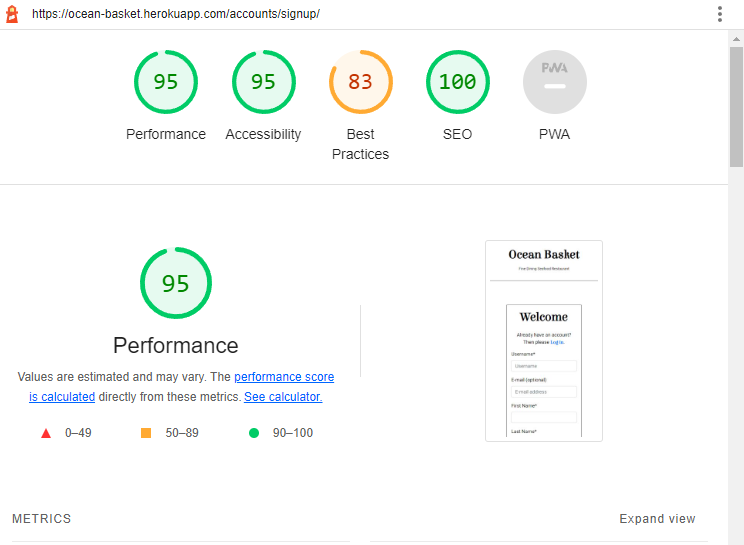 https://ocean-basket.herokuapp.com/accounts/signup/
95
95
83
100
PWA
Performance
Accessibility
Best
Practices
SEO
PWA
95
Performance
Values are estimated and may vary. The performance score
is calculated directly from these metrics. See calculator.
0–49
50–89
90–100
Ocean Basket
Fine Dining Seafood Restaurant
Welcome
Already have an account?
Then please Log in.
Username*
Username
E-mail (optional)
E-mail address
First Name*
Last Name*
METRICS
Expand view